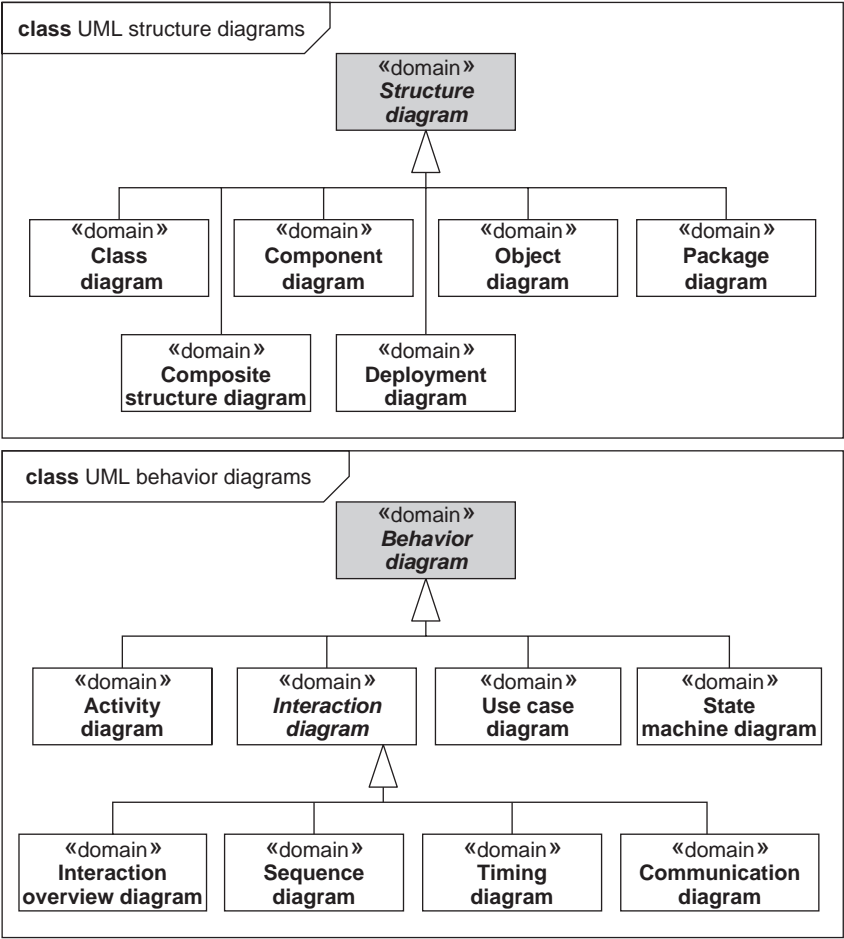 class UML structure diagrams
«domain»
Structure
diagram
«domain»
Class
diagram
«domain»
Component
diagram
«domain»
Object
diagram
«domain»
Package
diagram
«domain»
Composite
structure diagram
«domain»
Deployment
diagram
class UML behavior diagrams
«domain»
Behavior
diagram
«domain»
Activity
diagram
«domain»
Interaction
diagram
«domain»
Use case
diagram
«domain»
State
machine diagram
«domain»
Interaction
overview diagram
«domain»
Sequence
diagram
«domain»
Timing
diagram
«domain»
Communication
diagram